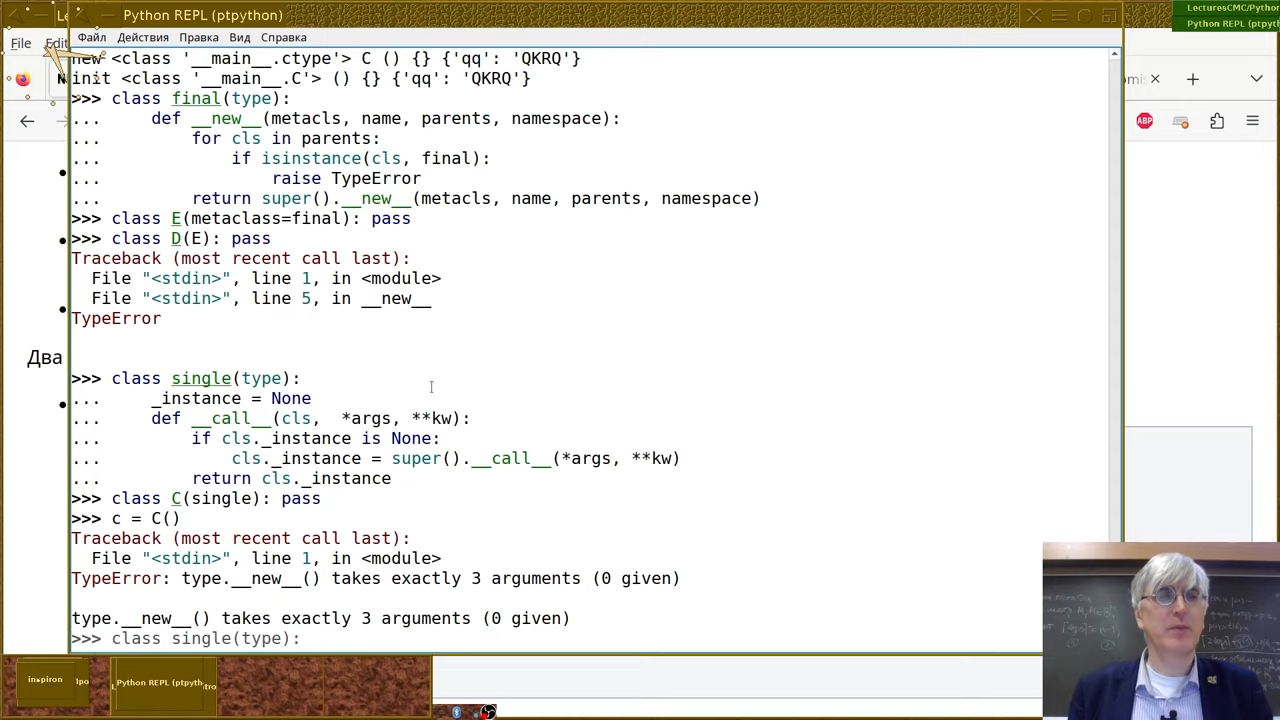 LecturesCMC/Python
Python REPL (ptpython)
Python REPL (ptpython)
File Edit
Файл Действия Правка Вид Справка
new <class '__main__.ctype'> C () {} {'qq': 'QKRQ'}
init <class '__main__.C'> () {} {'qq': 'QKRQ'}
>>> class final(type):
...     def __new__(metacls, name, parents, namespace):
...         for cls in parents:
...             if isinstance(cls, final):
...                 raise TypeError
...         return super().__new__(metacls, name, parents, namespace)
>>> class E(metaclass=final): pass
>>> class D(E): pass
Traceback (most recent call last):
  File "<stdin>", line 1, in <module>
  File "<stdin>", line 5, in __new__
TypeError
Два
>>> class single(type):
...     _instance = None
...     def __call__(cls,  *args, **kw):
...         if cls._instance is None:
...             cls._instance = super().__call__(*args, **kw)
...         return cls._instance
>>> class C(single): pass
>>> c = C()
Traceback (most recent call last):
  File "<stdin>", line 1, in <module>
TypeError: type.__new__() takes exactly 3 arguments (0 given)
type.__new__() takes exactly 3 arguments (0 given)
>>> class single(type):
inspiron
Python REPL (ptpyth
ABP